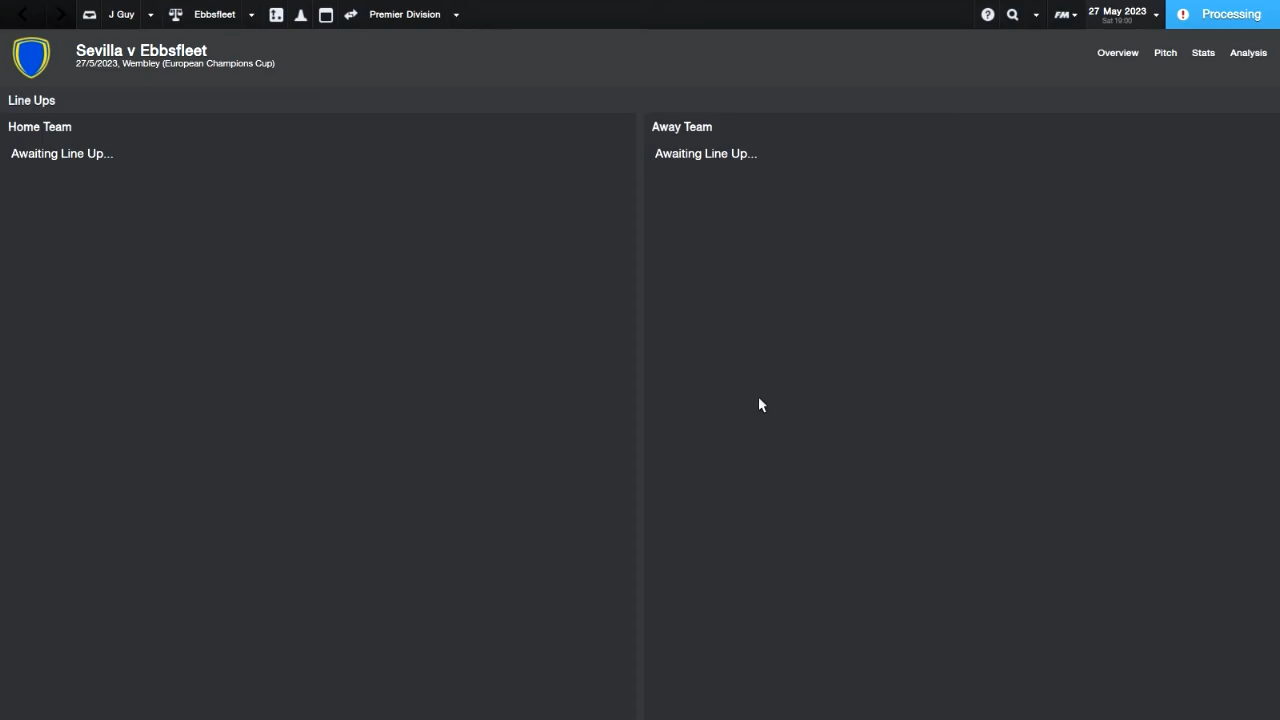 J Guy
Ebbsfleet
Premier Division
FM
27 May 2023
Sat 19:00
Processing
Sevilla v Ebbsfleet
27/5/2023, Wembley (European Champions Cup)
Overview
Pitch
Stats
Analysis
Line Ups
Home Team
Away Team
Awaiting Line Up...
Awaiting Line Up...